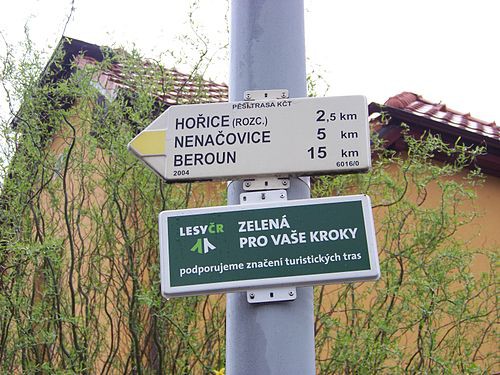 PĚŠÍ TRASA KČT
HOŘICE (ROZC.) 2,5 km
NENAČOVICE 5 km
BEROUN 15 km
2004 6016/0
LESY ČR ZELENÁ
PRO VAŠE KROKY
podporujeme značení turistických tras